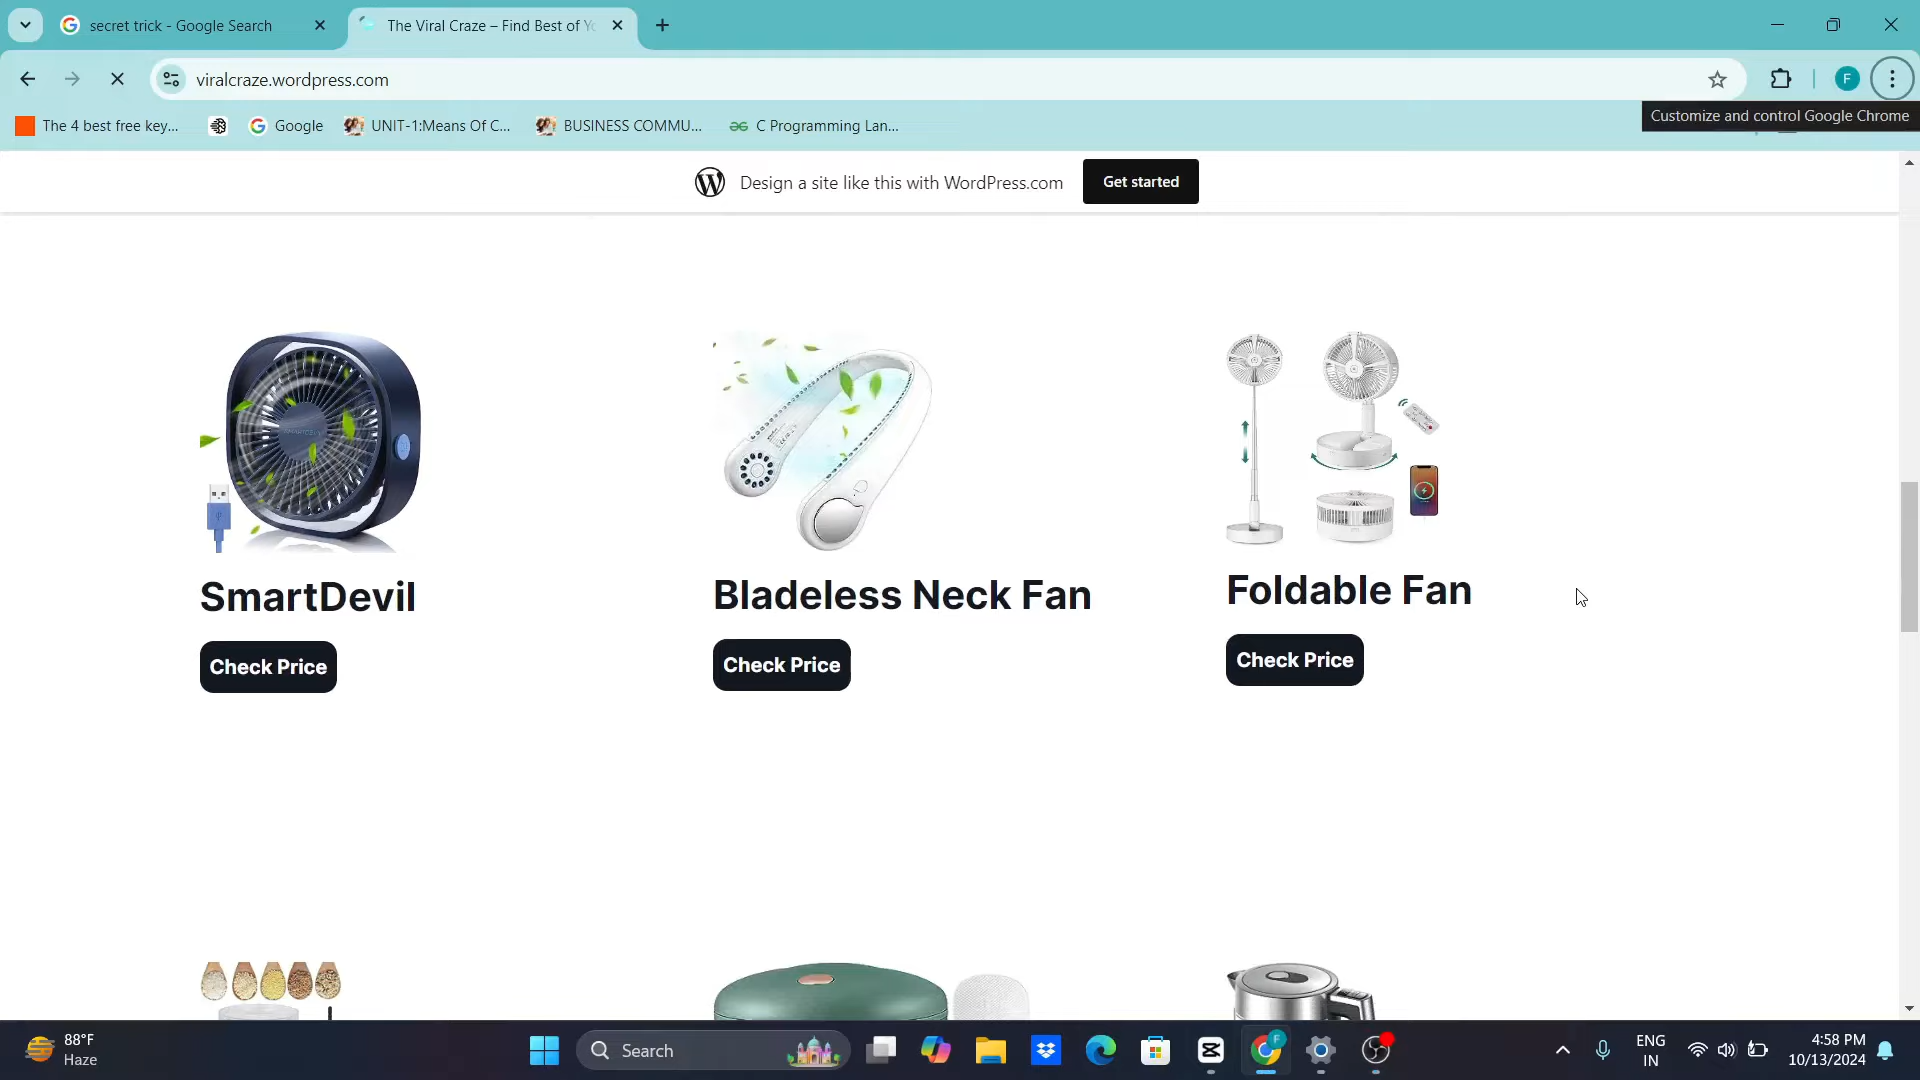 secret trick - Google Search
The Viral Craze – Find Best of Yo
viralcraze.wordpress.com
F
Customize and control Google Chrome
The 4 best free key...
Google
UNIT-1:Means Of C...
BUSINESS COMMU...
C Programming Lan...
Design a site like this with WordPress.com
Get started
SmartDevil
Bladeless Neck Fan
Foldable Fan
Check Price
Check Price
Check Price
88°F
Haze
Search
F
ENG
IN
4:58 PM
10/13/2024